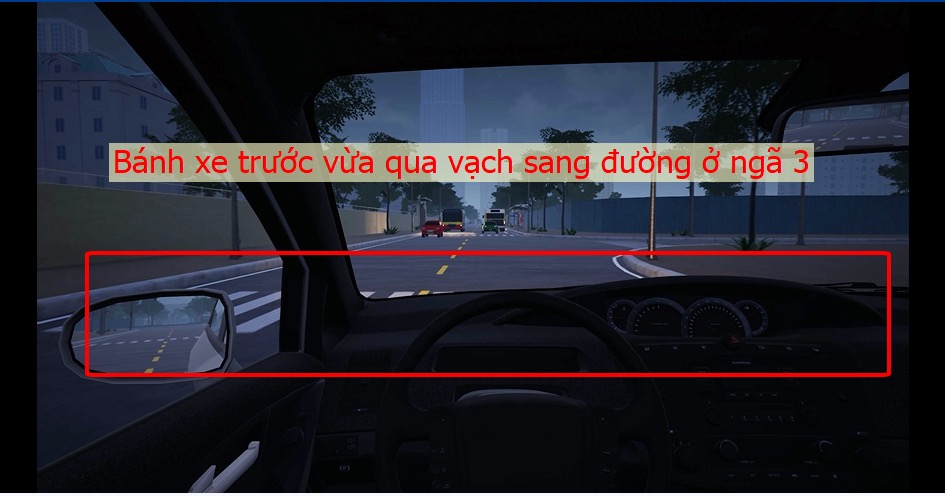 Bánh xe trước vừa qua vạch sang đường ở ngã 3